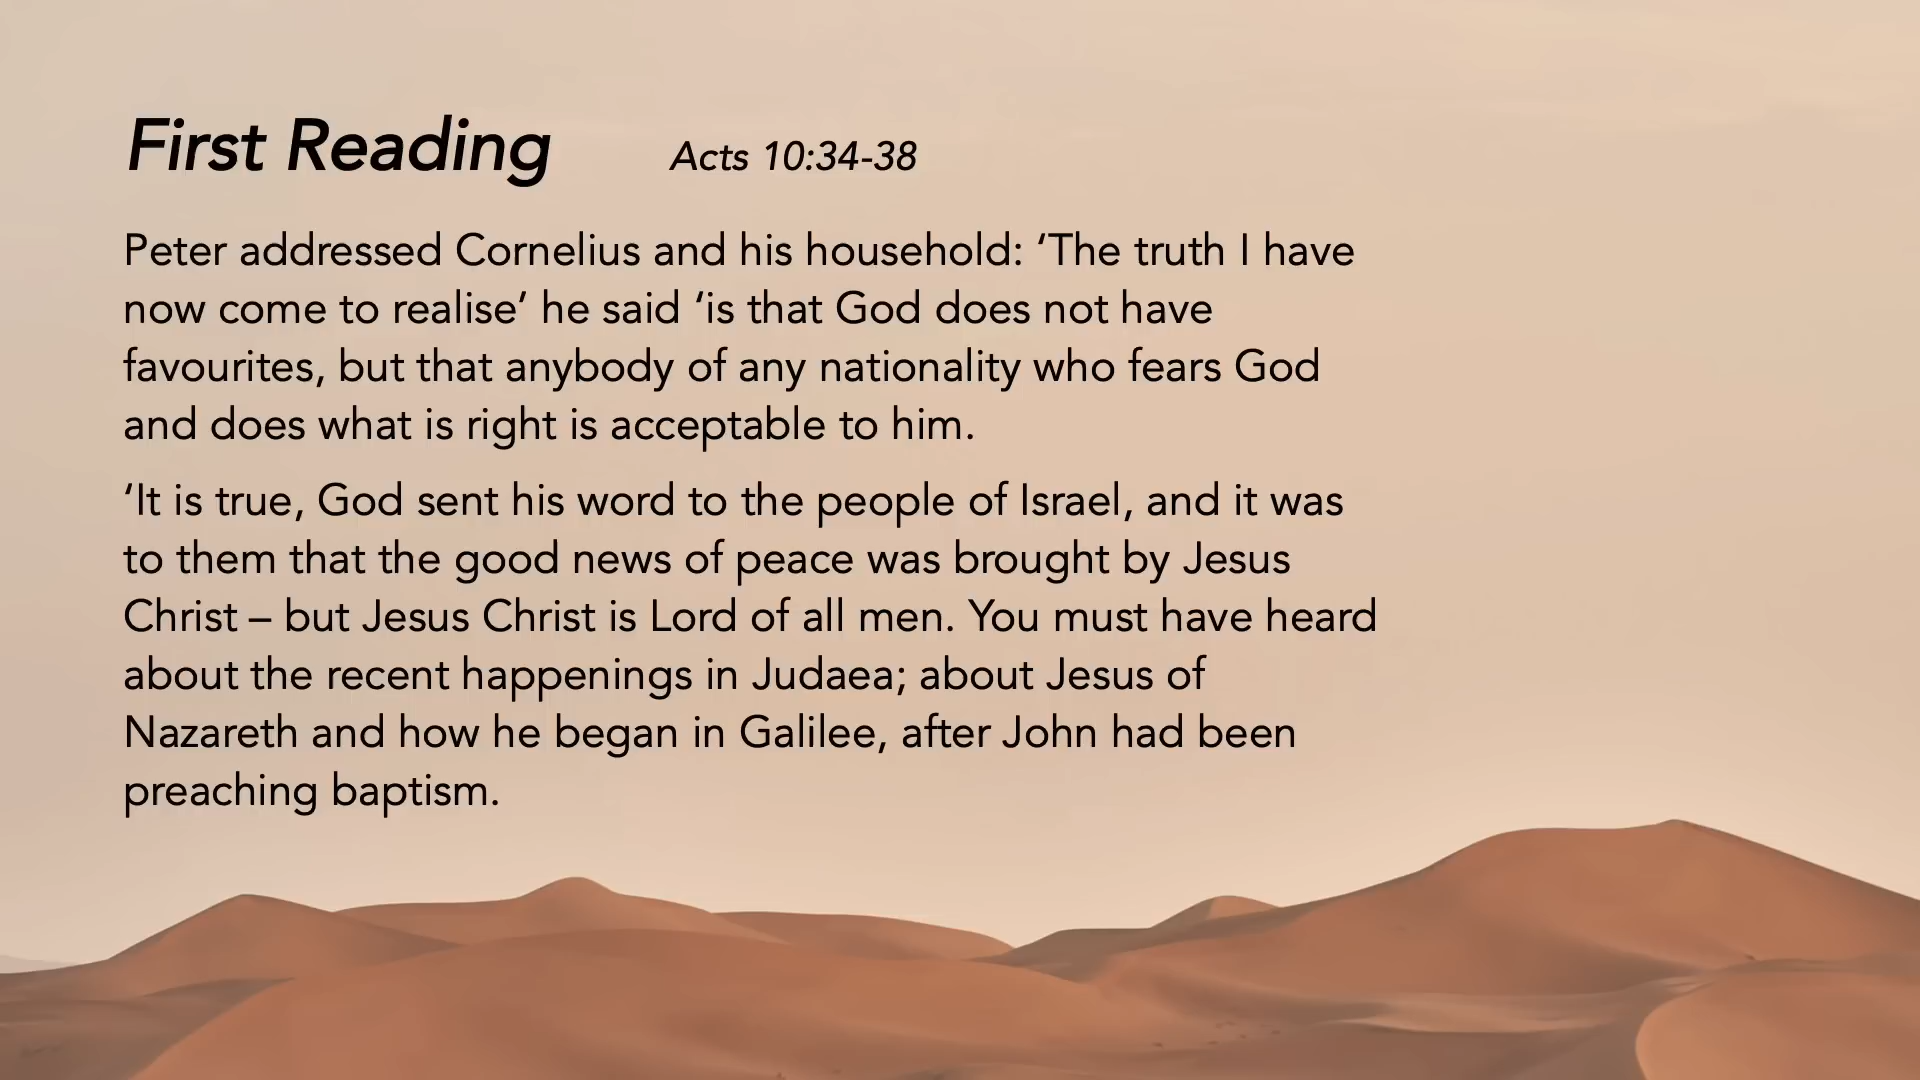 First Reading Acts 10:34-38
Peter addressed Cornelius and his household: ‘The truth I have
now come to realise’ he said ‘is that God does not have
favourites, but that anybody of any nationality who fears God
and does what is right is acceptable to him.
‘It is true, God sent his word to the people of Israel, and it was
to them that the good news of peace was brought by Jesus
Christ – but Jesus Christ is Lord of all men. You must have heard
about the recent happenings in Judaea; about Jesus of
Nazareth and how he began in Galilee, after John had been
preaching baptism.